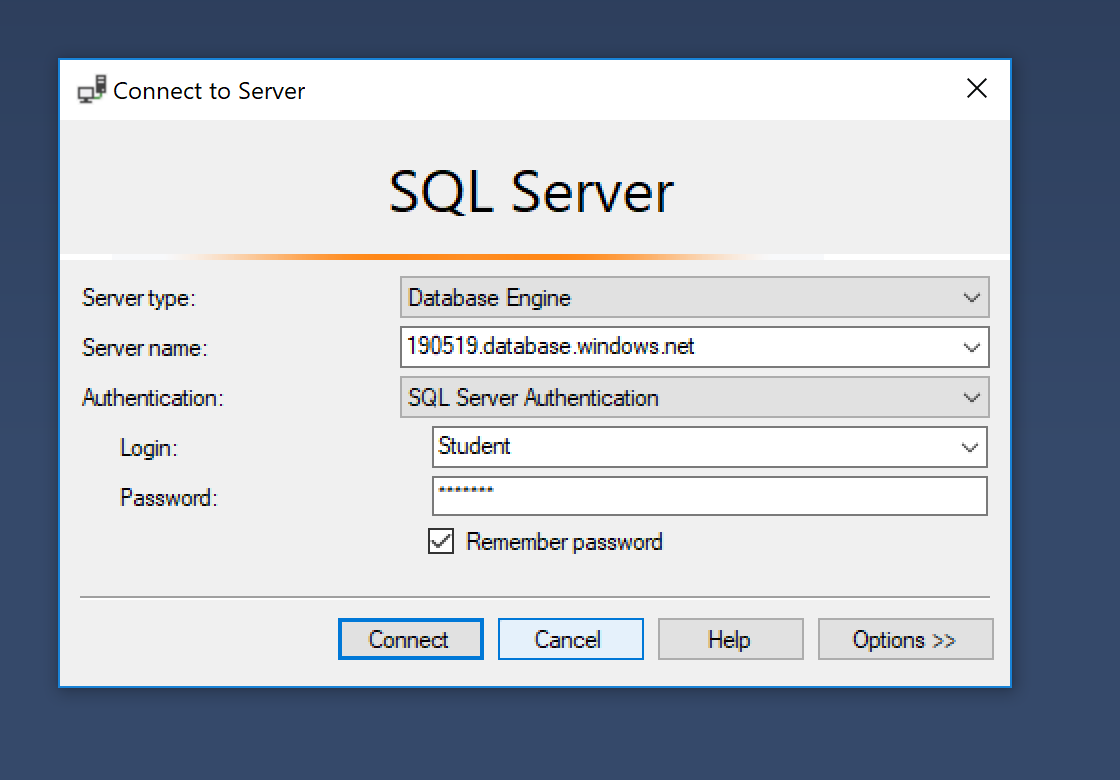 Connect to Server
SQL Server
Server type: Database Engine
Server name: 190519.database.windows.net
Authentication: SQL Server Authentication
Login: Student
Password: *******
Remember password
Connect Cancel Help Options >>